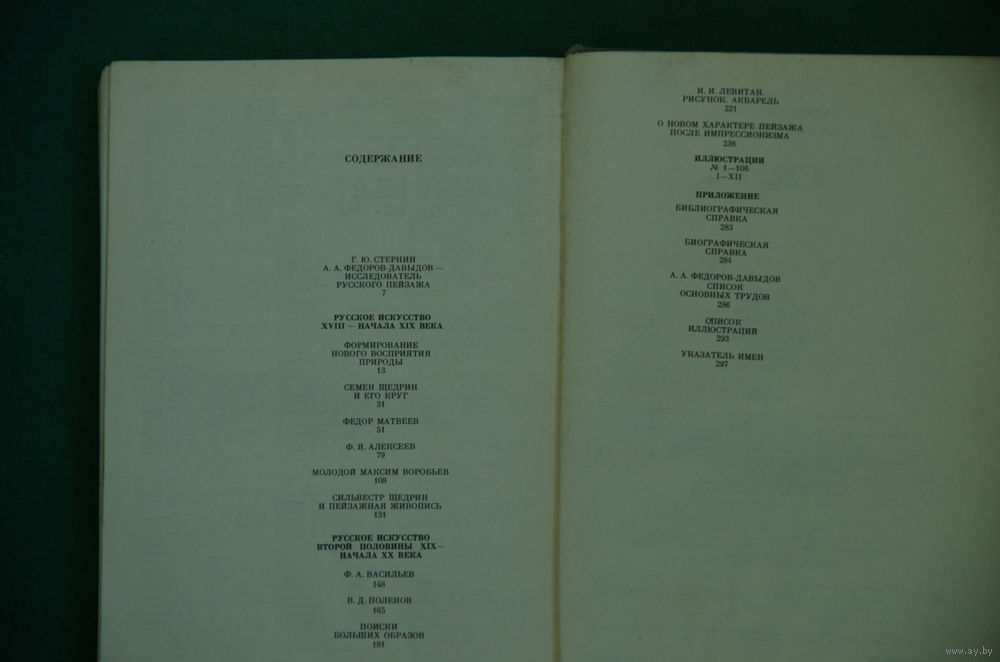 СОДЕРЖАНИЕ
Г. Ю. СТЕРНИН
А. А. ФЕДОРОВ-ДАВЫДОВ —
ИССЛЕДОВАТЕЛЬ
РУССКОГО ПЕЙЗАЖА
7
РУССКОЕ ИСКУССТВО
XVIII — НАЧАЛА XIX ВЕКА
ФОРМИРОВАНИЕ
НОВОГО ВОСПРИЯТИЯ
ПРИРОДЫ
13
СЕМЕН ЩЕДРИН
И ЕГО КРУГ
31
ФЕДОР МАТВЕЕВ
51
Ф. Я. АЛЕКСЕЕВ
79
МОЛОДОЙ МАКСИМ ВОРОБЬЕВ
108
СИЛЬВЕСТР ЩЕДРИН
И ПЕЙЗАЖНАЯ ЖИВОПИСЬ
131
РУССКОЕ ИСКУССТВО
ВТОРОЙ ПОЛОВИНЫ XIX—
НАЧАЛА XX ВЕКА
Ф. А. ВАСИЛЬЕВ
148
В. Д. ПОЛЕНОВ
165
ПОИСКИ
БОЛЬШИХ ОБРАЗОВ
181
И. И. ЛЕВИТАН.
РИСУНОК. АКВАРЕЛЬ
221
О НОВОМ ХАРАКТЕРЕ ПЕЙЗАЖА
ПОСЛЕ ИМПРЕССИОНИЗМА
238
ИЛЛЮСТРАЦИИ
№ 1—106
I—XII
ПРИЛОЖЕНИЕ
БИБЛИОГРАФИЧЕСКАЯ
СПРАВКА
283
БИОГРАФИЧЕСКАЯ
СПРАВКА
284
А. А. ФЕДОРОВ-ДАВЫДОВ
СПИСОК
ОСНОВНЫХ ТРУДОВ
286
СПИСОК
ИЛЛЮСТРАЦИЙ
293
УКАЗАТЕЛЬ ИМЕН
297
www.ay.by